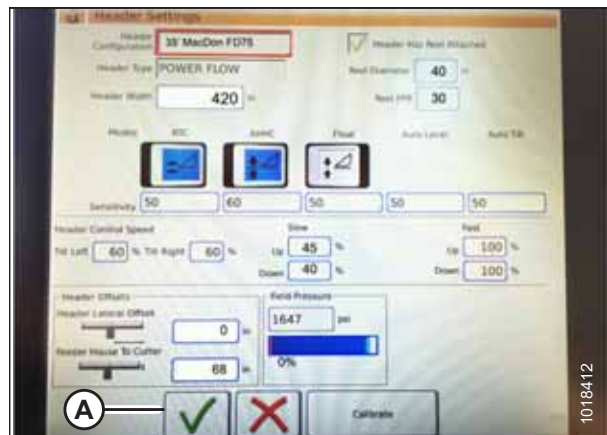 Header Settings
Header Configuration
35' MacDon FD75
Header Has Reel Attached
Header Type
POWER FLOW
Reel Diameter 40 in
Header Width 420 in
Reel PPR 30
Modes RTC AHHC Float Auto Level Auto Tilt
Sensitivity 50 60 50 50 50
Header Control Speed
Slow Fast
Tilt Left 60 % Tilt Right 60 % Up 45 % Up 100 %
Down 40 % Down 100 %
Header Offsets
Field Pressure
Header Lateral Offset
0 in
1647 psi
Feeder House To Cutter
68 in
0%
A
Calibrate
1018412